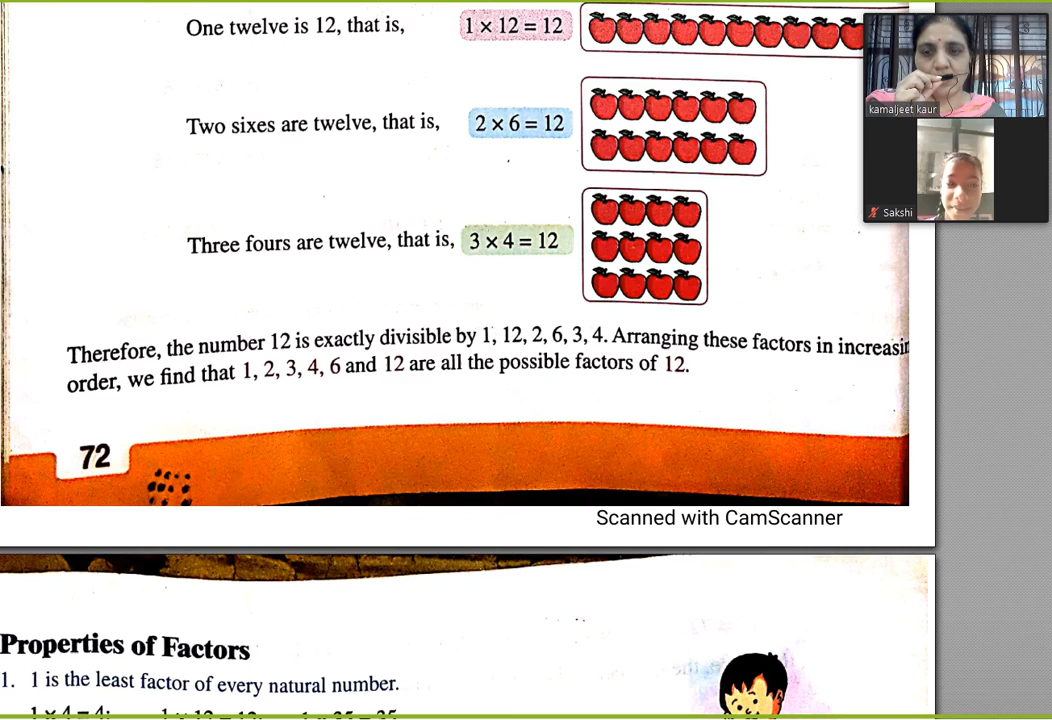 One twelve is 12, that is, 1 × 12 = 12
kamaljeet kaur
Two sixes are twelve, that is, 2 × 6 = 12
Sakshi
Three fours are twelve, that is, 3 × 4 = 12
Therefore, the number 12 is exactly divisible by 1, 12, 2, 6, 3, 4. Arranging these factors in
order, we find that 1, 2, 3, 4, 6 and 12 are all the possible factors of 12.
72
Scanned with CamScanner
Properties of Factors
1. 1 is the least factor of every natural number.